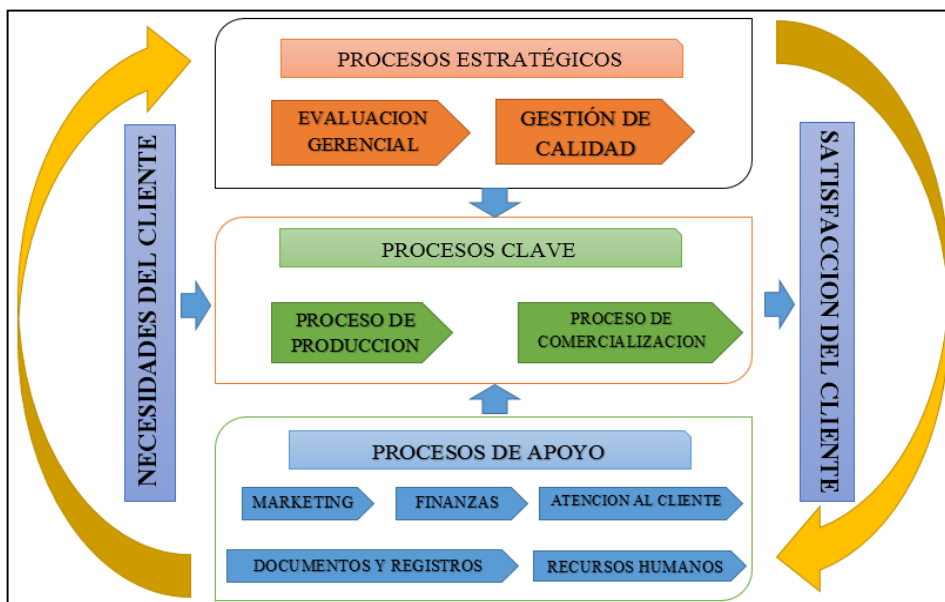 PROCESOS ESTRATÉGICOS
EVALUACION
GERENCIAL
GESTIÓN DE
CALIDAD
NECESIDADES DEL CLIENTE
PROCESOS CLAVE
PROCESO DE
PRODUCCION
PROCESO DE
COMERCIALIZACION
SATISFACCION DEL CLIENTE
PROCESOS DE APOYO
MARKETING
FINANZAS
ATENCION AL CLIENTE
DOCUMENTOS Y REGISTROS
RECURSOS HUMANOS